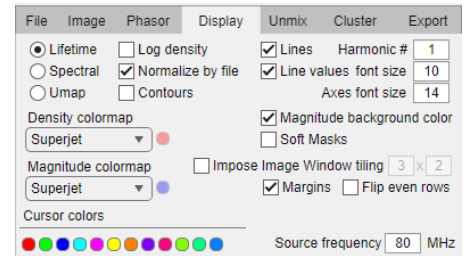 File Image Phasor Display Unmix Cluster Export
Lifetime Log density Lines Harmonic # 1
Spectral Normalize by file Line values font size 10
Umap Contours Axes font size 14
Density colormap Magnitude background color
Superjet Soft Masks
Magnitude colormap Impose Image Window tiling 3 x 2
Superjet Margins Flip even rows
Cursor colors
Source frequency 80 MHz